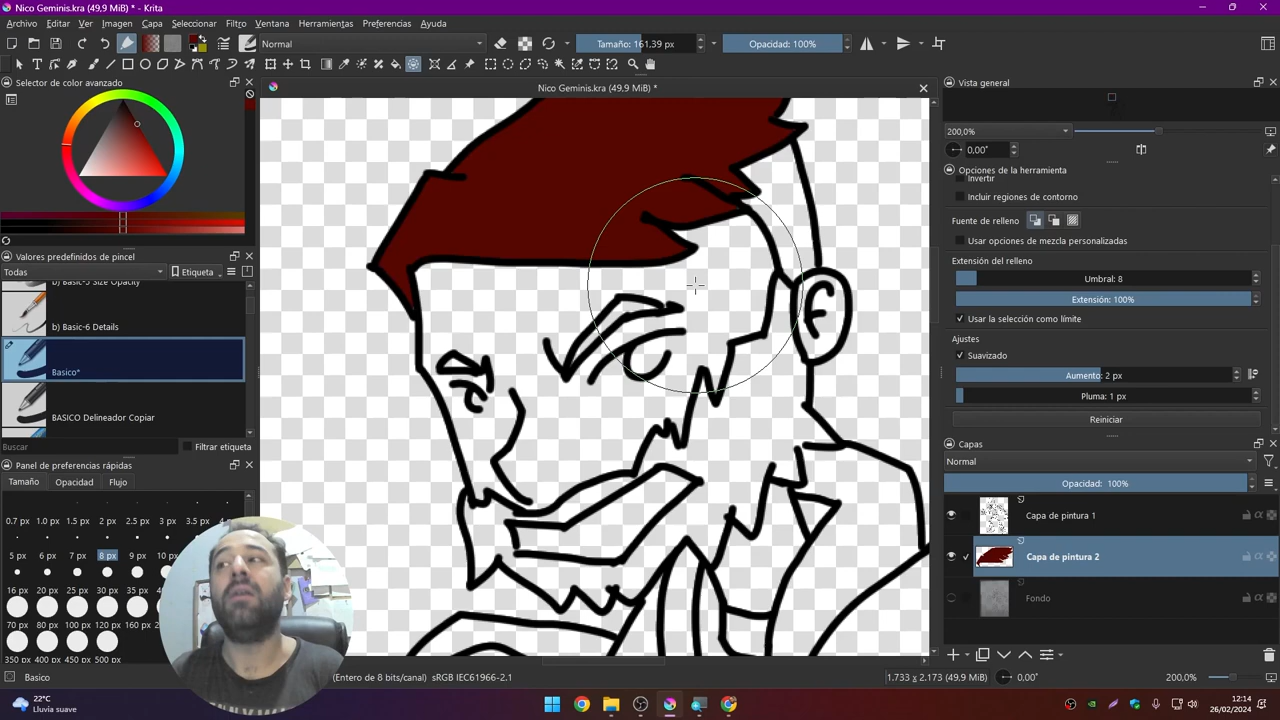 Nico Geminis.kra (49,9 MiB) * - Krita
Archivo Editar Ver Imagen Capa Seleccionar Filtro Ventana Herramientas Preferencias Ayuda
Normal Tamaño: 161,39 px Opacidad: 100%
Selector de color avanzado
Nico Geminis.kra (49,9 MiB) *
Vista general
200,0%
0,00°
Opciones de la herramienta
Invertir
Incluir regiones de contorno
Fuente de relleno
Usar opciones de mezcla personalizadas
Extensión del relleno
Umbral: 8
Extensión: 100%
Usar la selección como límite
Ajustes
Suavizado
Aumento: 2 px
Pluma: 1 px
Reiniciar
Valores predefinidos de pincel
Todas Etiqueta
b) Basic-5 Size Opacity
b) Basic-6 Details
Basico*
BASICO Delineador Copiar
Buscar Filtrar etiqueta
Panel de preferencias rápidas
Tamaño Opacidad Flujo
0.7 px 1.0 px 1.5 px 2 px 2.5 px 3 px 3.5 px 4 px
5 px 6 px 7 px 8 px 9 px 10 px
16 px 20 px 25 px 30 px 35 px
70 px 80 px
350 px 400 px 450 px 500 px
Capas
Normal
Opacidad: 100%
Capa de pintura 1
Capa de pintura 2
Fondo
Basico (Entero de 8 bits/canal) sRGB IEC61966-2.1 1.733 x 2.173 (49,9 MiB) 0,00° 200,0%
22°C
Lluvia suave
12:14
26/02/2024